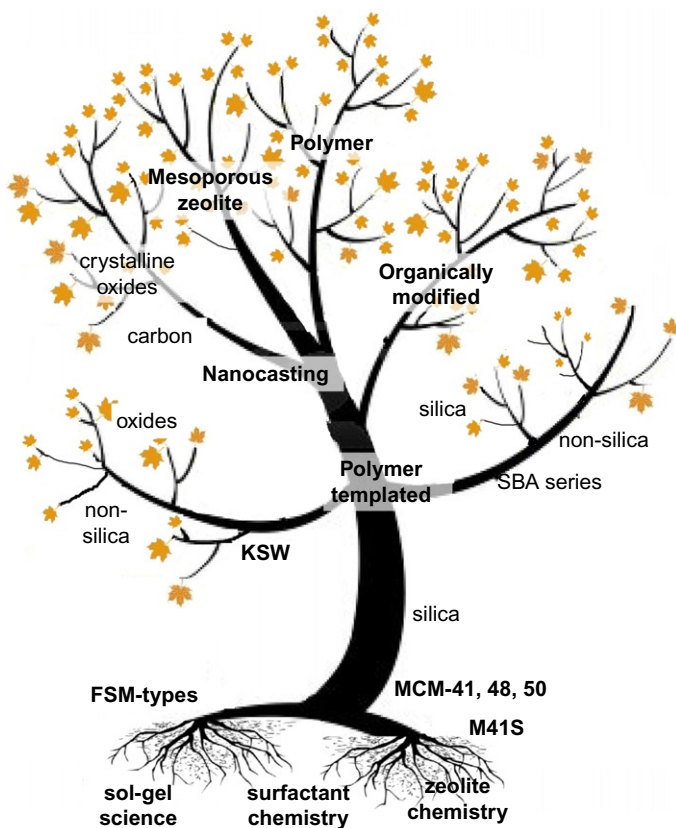 Polymer
Mesoporous
zeolite
crystalline
oxides
Organically
modified
carbon
Nanocasting
silica
oxides
non-silica
Polymer
templated
SBA series
non-
silica
KSW
silica
FSM-types
MCM-41, 48, 50
M41S
sol-gel
science
surfactant
chemistry
zeolite
chemistry